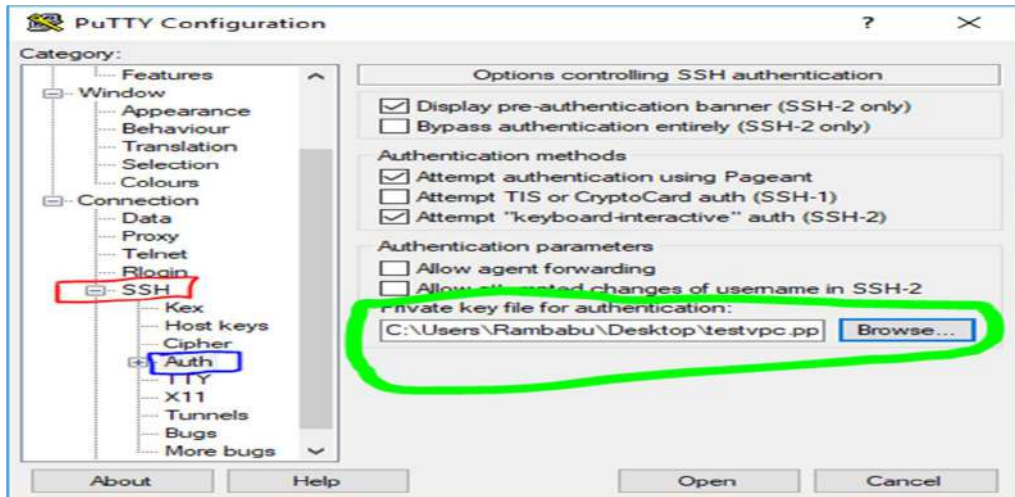 PuTTY Configuration
? ×
Category:
Features
Window
Appearance
Behaviour
Translation
Selection
Colours
Connection
Data
Proxy
Telnet
Rlogin
SSH
Kex
Host keys
Cipher
Auth
TTY
X11
Tunnels
Bugs
More bugs
Options controlling SSH authentication
Display pre-authentication banner (SSH-2 only)
Bypass authentication entirely (SSH-2 only)
Authentication methods
Attempt authentication using Pageant
Attempt TIS or CryptoCard auth (SSH-1)
Attempt "keyboard-interactive" auth (SSH-2)
Authentication parameters
Allow agent forwarding
Allow attempted changes of username in SSH-2
Private key file for authentication:
C:\Users\Rambabu\Desktop\testvpc.pp Browse...
About Help Open Cancel